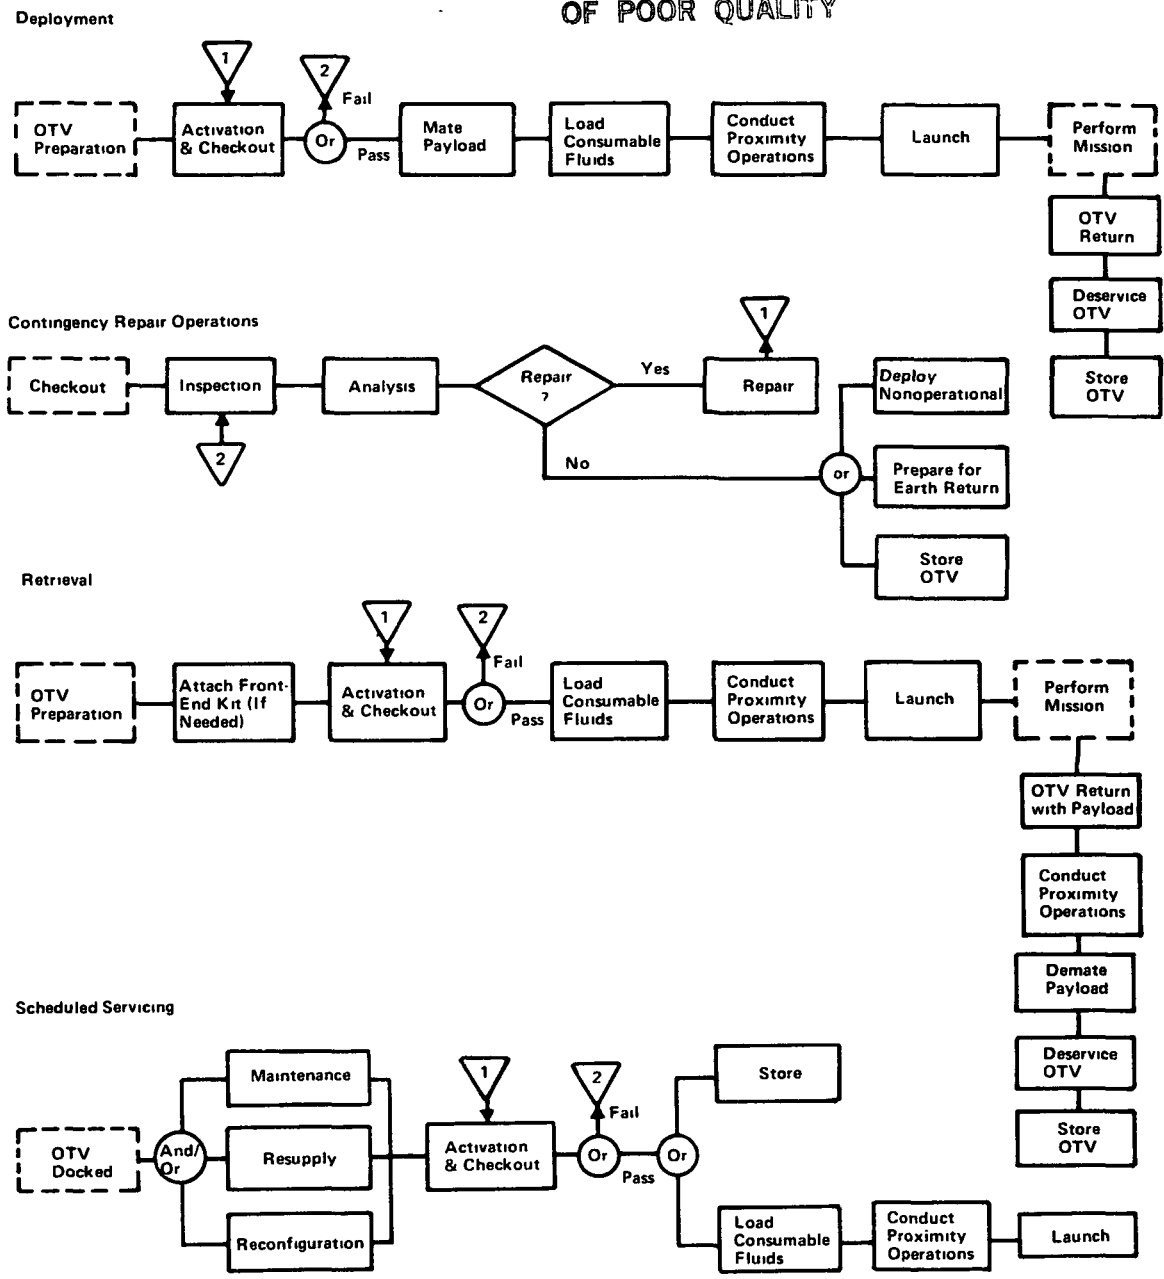 OF POOR QUALITY
Deployment
1
2
Fail
OTV
Preparation
Activation
& Checkout
Or
Pass
Mate
Payload
Load
Consumable
Fluids
Conduct
Proximity
Operations
Launch
Perform
Mission
OTV
Return
Deservice
OTV
Store
OTV
Contingency Repair Operations
Checkout
Inspection
2
Analysis
Repair
?
Yes
1
Repair
No
or
Deploy
Nonoperational
Prepare for
Earth Return
Store
OTV
Retrieval
1
2
Fail
OTV
Preparation
Attach Front-
End Kit (If
Needed)
Activation
& Checkout
Or
Pass
Load
Consumable
Fluids
Conduct
Proximity
Operations
Launch
Perform
Mission
OTV Return
with Payload
Conduct
Proximity
Operations
Demate
Payload
Deservice
OTV
Store
OTV
Scheduled Servicing
OTV
Docked
And/
Or
Maintenance
Resupply
Reconfiguration
1
Activation
& Checkout
2
Fail
Or
Pass
Or
Store
Load
Consumable
Fluids
Conduct
Proximity
Operations
Launch